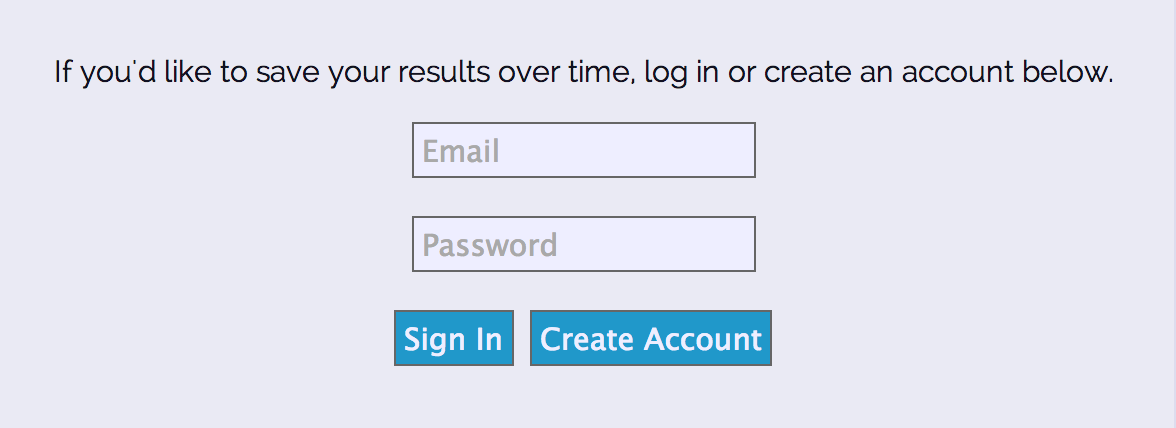 If you'd like to save your results over time, log in or create an account below.
Email
Password
Sign In Create Account